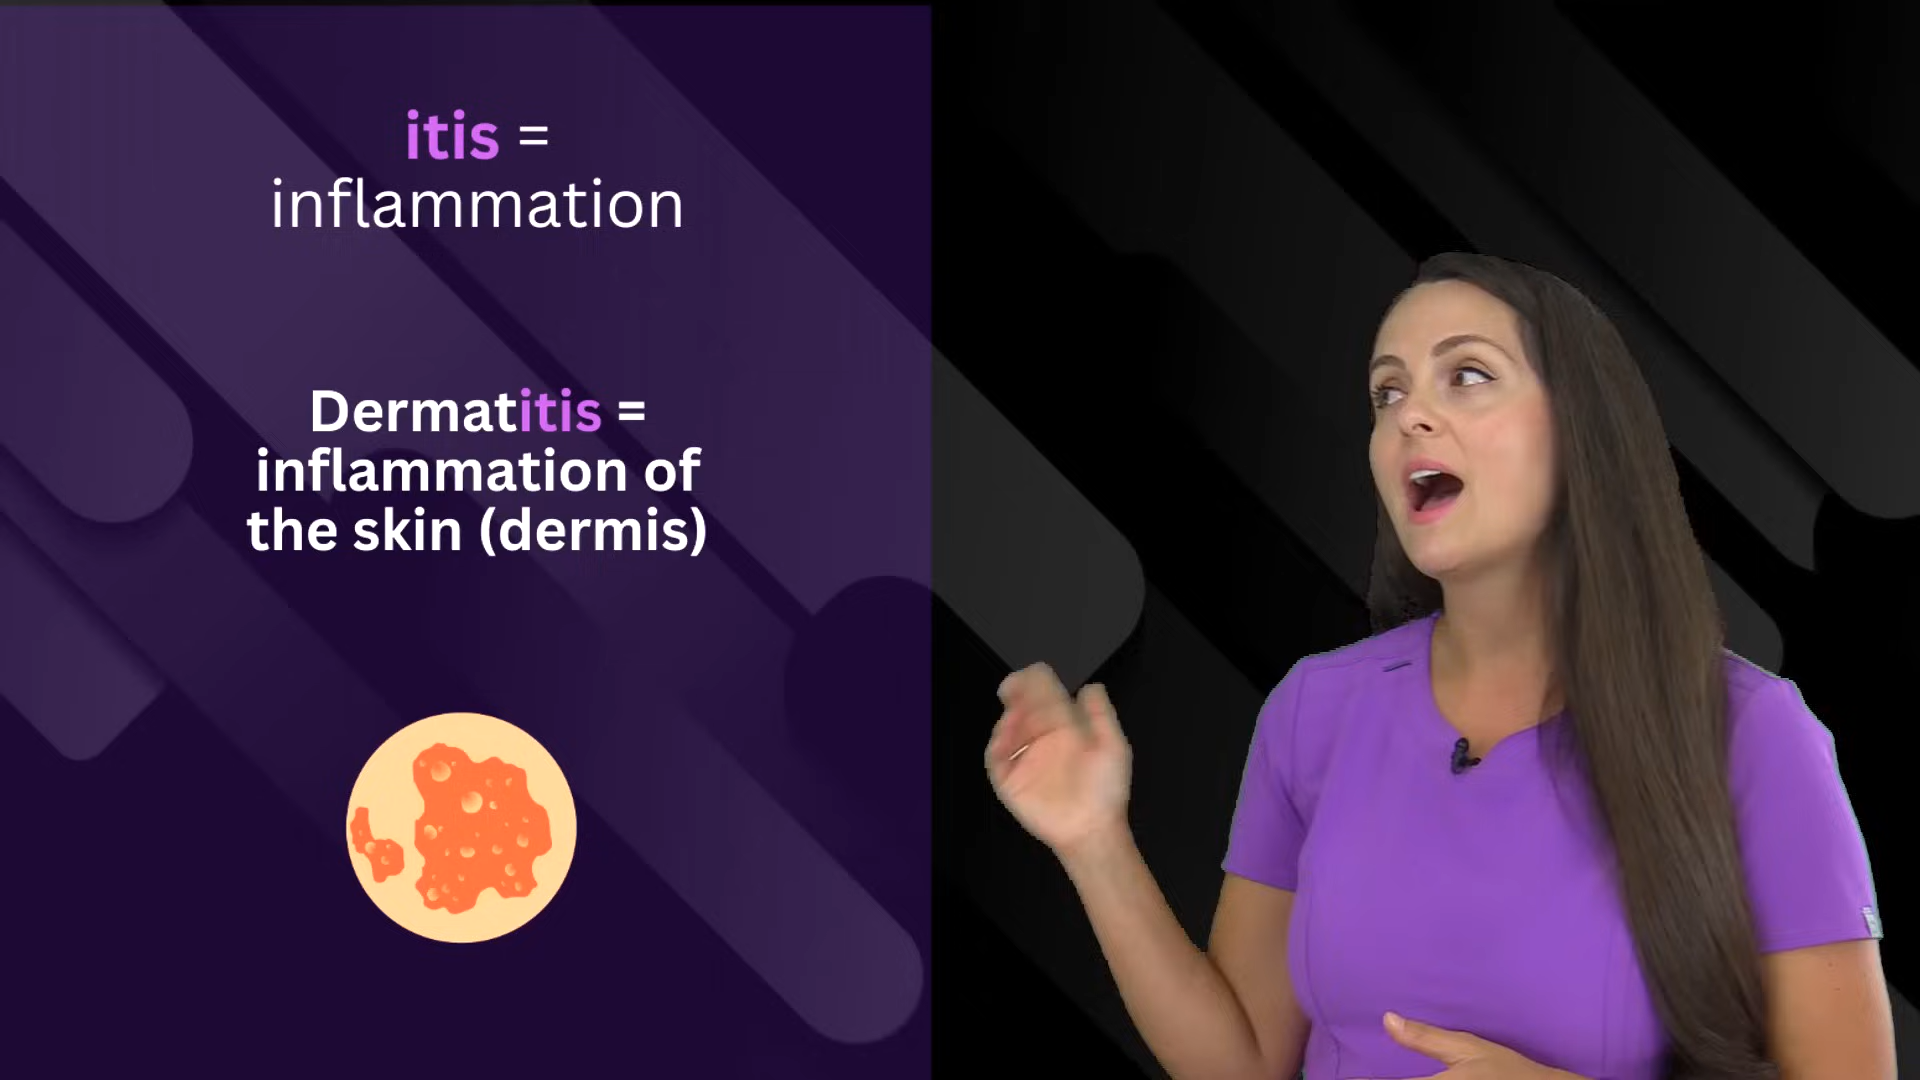 itis =
inflammation
Dermatitis =
inflammation of
the skin (dermis)